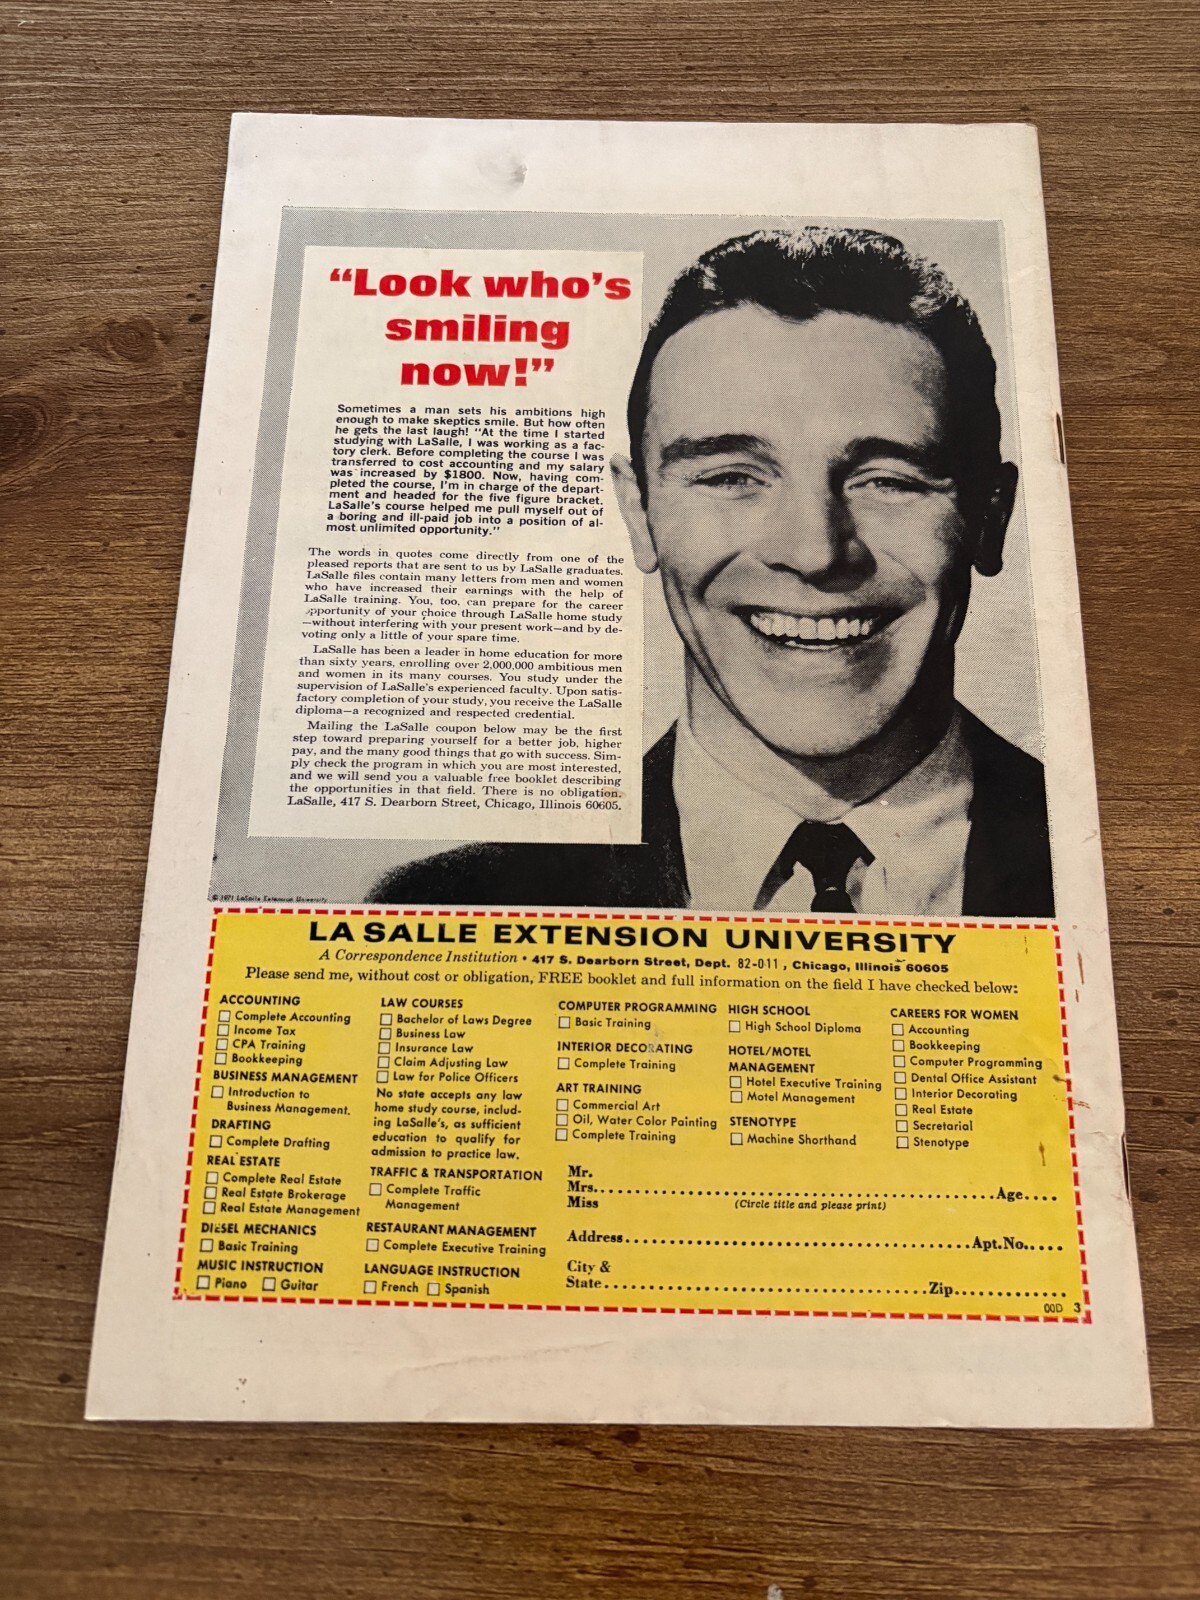 “Look who’s
smiling
now!”
Sometimes a man sets his ambitions high
enough to make skeptics smile. But how often
he gets the last laugh! “At the time I started
studying with LaSalle, I was working as a fac-
tory clerk. Before completing the course I was
transferred to cost accounting and my salary
was increased by $1800. Now, having com-
pleted the course, I’m in charge of the depart-
ment and headed for the five figure bracket.
LaSalle’s course helped me pull myself out of
a boring and ill-paid job into a position of al-
most unlimited opportunity.”
The words in quotes come directly from one of the
pleased reports that are sent to us by LaSalle graduates.
LaSalle files contain many letters from men and women
who have increased their earnings with the help of
LaSalle training. You, too, can prepare for the career
opportunity of your choice through LaSalle home study
—without interfering with your present work—and by de-
voting only a little of your spare time.
LaSalle has been a leader in home education for more
than sixty years, enrolling over 2,000,000 ambitious men
and women in its many courses. You study under the
supervision of LaSalle’s experienced faculty. Upon satis-
factory completion of your study, you receive the LaSalle
diploma—a recognized and respected credential.
Mailing the LaSalle coupon below may be the first
step toward preparing yourself for a better job, higher
pay, and the many good things that go with success. Sim-
ply check the program in which you are most interested,
and we will send you a valuable free booklet describing
the opportunities in that field. There is no obligation.
LaSalle, 417 S. Dearborn Street, Chicago, Illinois 60605.
© 1971 LaSalle Extension University
LA SALLE EXTENSION UNIVERSITY
A Correspondence Institution • 417 S. Dearborn Street, Dept. 82-011, Chicago, Illinois 60605
Please send me, without cost or obligation, FREE booklet and full information on the field I have checked below:
ACCOUNTING
Complete Accounting
Income Tax
CPA Training
Bookkeeping
BUSINESS MANAGEMENT
Introduction to
Business Management.
DRAFTING
Complete Drafting
REAL ESTATE
Complete Real Estate
Real Estate Brokerage
Real Estate Management
DIESEL MECHANICS
Basic Training
MUSIC INSTRUCTION
Piano Guitar
LAW COURSES
Bachelor of Laws Degree
Business Law
Insurance Law
Claim Adjusting Law
Law for Police Officers
No state accepts any law
home study course, includ-
ing LaSalle’s, as sufficient
education to qualify for
admission to practice law.
TRAFFIC & TRANSPORTATION
Complete Traffic
Management
RESTAURANT MANAGEMENT
Complete Executive Training
LANGUAGE INSTRUCTION
French Spanish
COMPUTER PROGRAMMING
Basic Training
INTERIOR DECORATING
Complete Training
ART TRAINING
Commercial Art
Oil, Water Color Painting
Complete Training
HIGH SCHOOL
High School Diploma
HOTEL/MOTEL
MANAGEMENT
Hotel Executive Training
Motel Management
STENOTYPE
Machine Shorthand
CAREERS FOR WOMEN
Accounting
Bookkeeping
Computer Programming
Dental Office Assistant
Interior Decorating
Real Estate
Secretarial
Stenotype
Mr.
Mrs. Age
Miss (Circle title and please print)
Address Apt.No.
City &
State Zip
00D 3